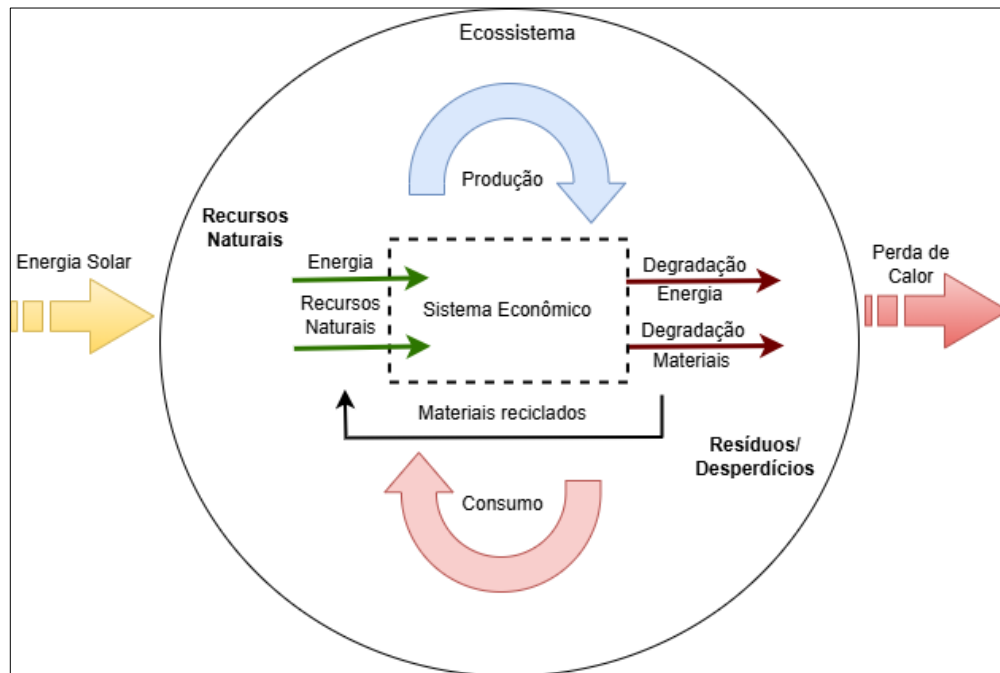 Ecossistema
Produção
Recursos
Naturais
Energia Solar
Energia
Recursos
Naturais
Sistema Econômico
Degradação
Energia
Degradação
Materiais
Perda de
Calor
Materiais reciclados
Resíduos/
Desperdícios
Consumo